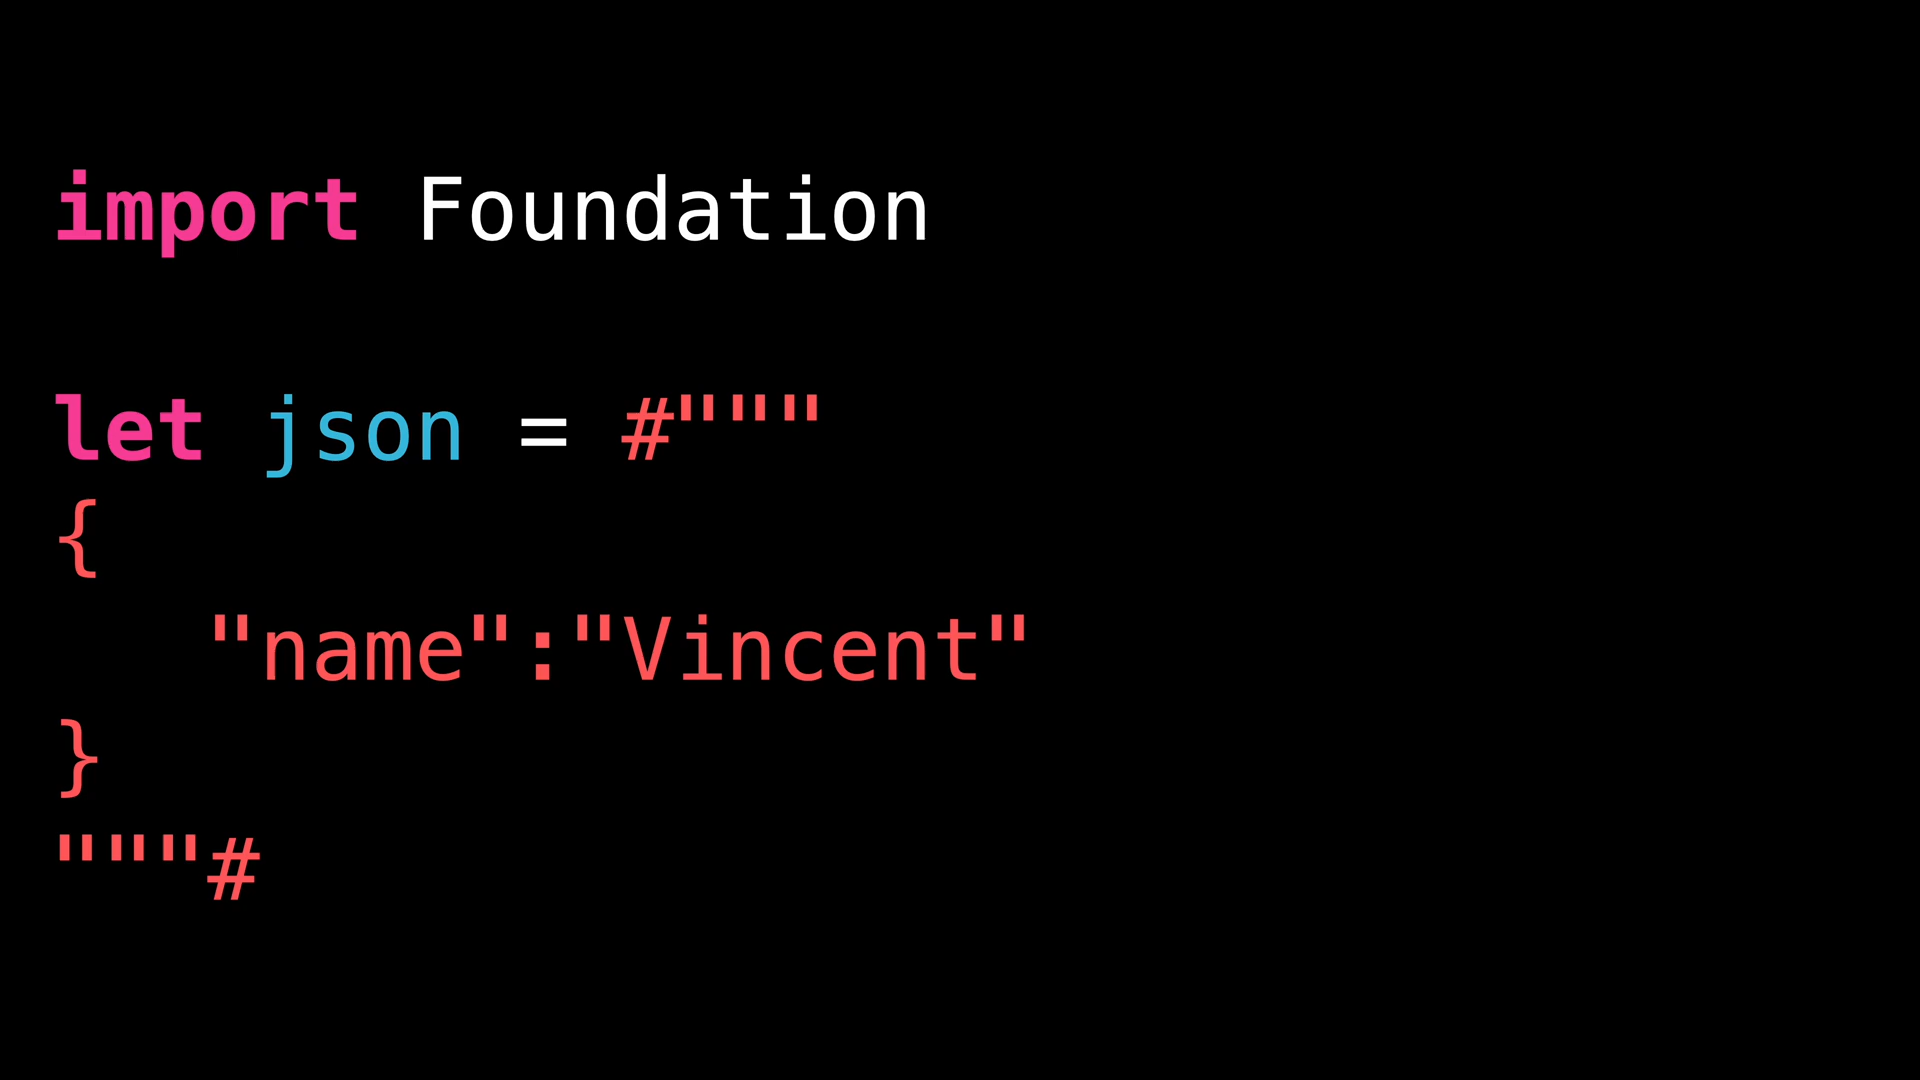 import Foundation
let json = #"""
{
   "name":"Vincent"
}
"""#